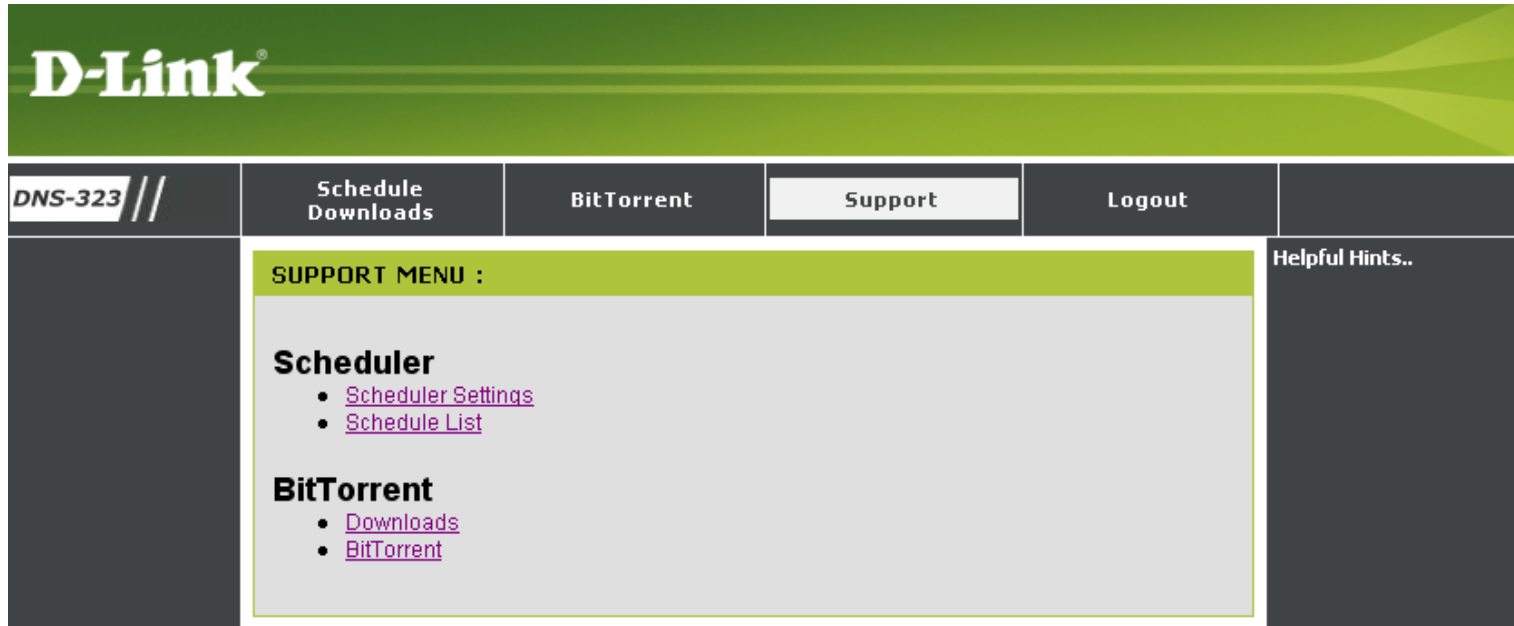 D-Link®
DNS-323
Schedule
Downloads
BitTorrent
Support
Logout
SUPPORT MENU :
Scheduler
• Scheduler Settings
• Schedule List
BitTorrent
• Downloads
• BitTorrent
Helpful Hints..